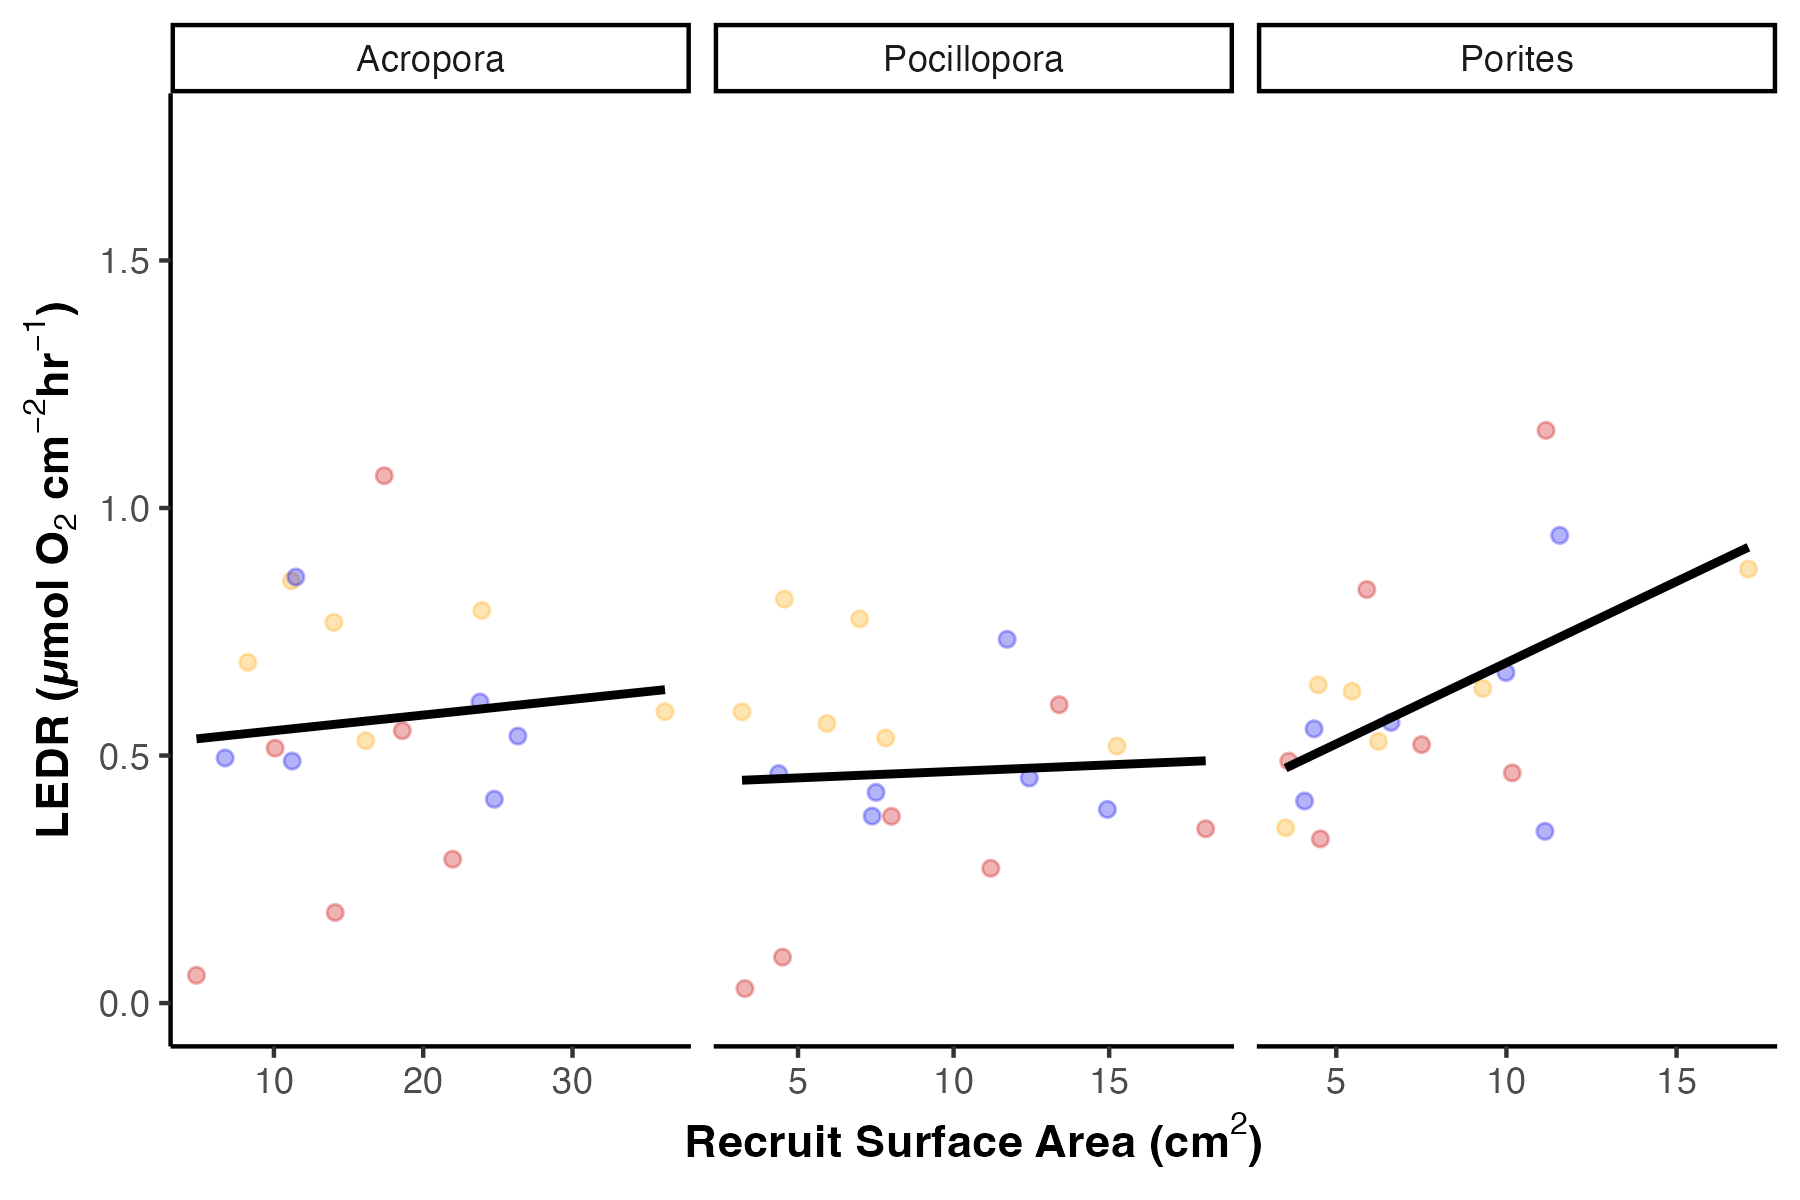 Acropora Pocillopora Porites
LEDR (µmol O₂ cm⁻²hr⁻¹)
1.5
1.0
0.5
0.0
10 20 30 5 10 15 5 10 15
Recruit Surface Area (cm²)